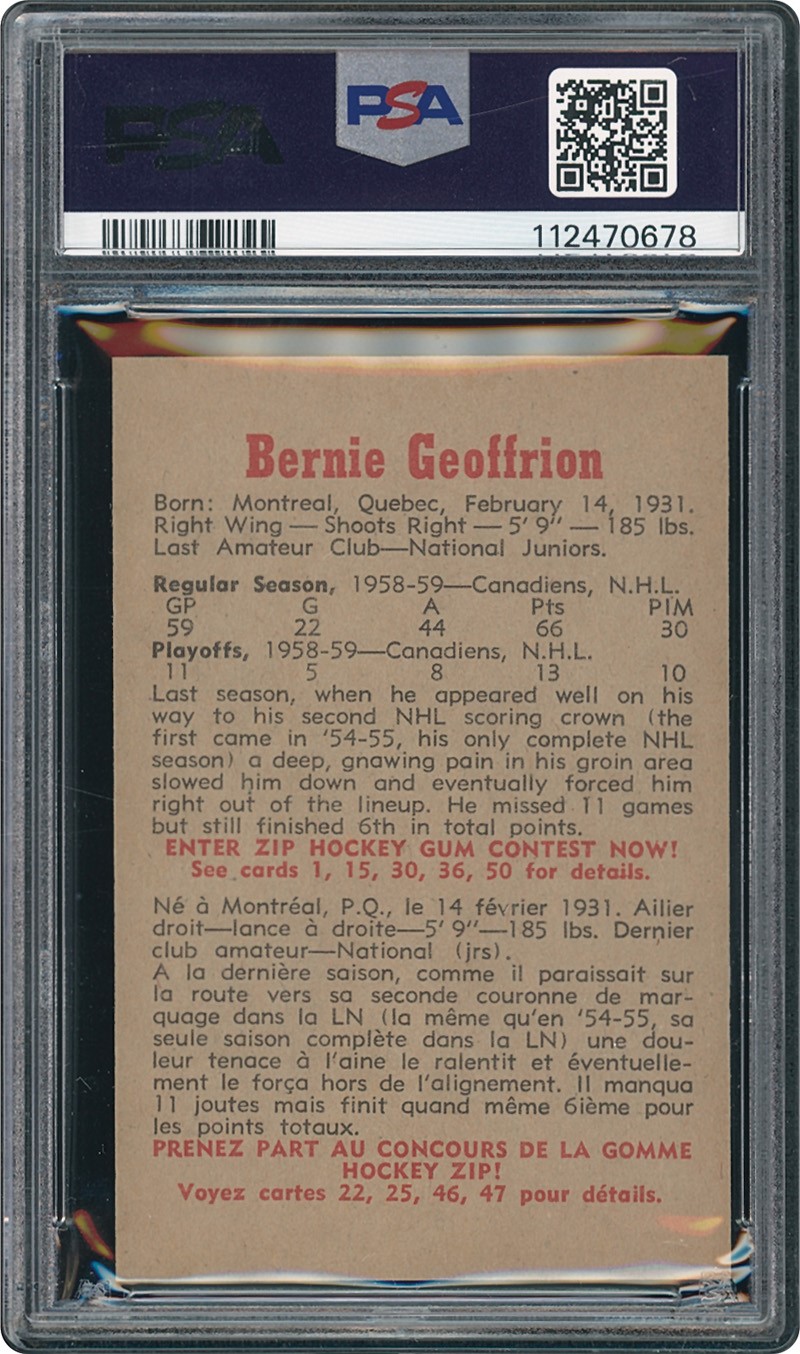 PSA
PSA
112470678
Bernie Geoffrion
Born: Montreal, Quebec, February 14, 1931.
Right Wing — Shoots Right — 5' 9" — 185 lbs.
Last Amateur Club—National Juniors.
Regular Season, 1958-59—Canadiens, N.H.L.
GP G A Pts PIM
59 22 44 66 30
Playoffs, 1958-59—Canadiens, N.H.L.
11 5 8 13 10
Last season, when he appeared well on his
way to his second NHL scoring crown (the
first came in '54-55, his only complete NHL
season) a deep, gnawing pain in his groin area
slowed him down and eventually forced him
right out of the lineup. He missed 11 games
but still finished 6th in total points.
ENTER ZIP HOCKEY GUM CONTEST NOW!
See cards 1, 15, 30, 36, 50 for details.
Né à Montréal, P.Q., le 14 février 1931. Ailier
droit—lance à droite—5' 9"—185 lbs. Dernier
club amateur—National (jrs).
A la dernière saison, comme il paraissait sur
la route vers sa seconde couronne de mar-
quage dans la LN (la même qu'en '54-55, sa
seule saison complète dans la LN) une dou-
leur tenace à l'aine le ralentit et éventuelle-
ment le força hors de l'alignement. Il manqua
11 joutes mais finit quand même 6ième pour
les points totaux.
PRENEZ PART AU CONCOURS DE LA GOMME
HOCKEY ZIP!
Voyez cartes 22, 25, 46, 47 pour détails.